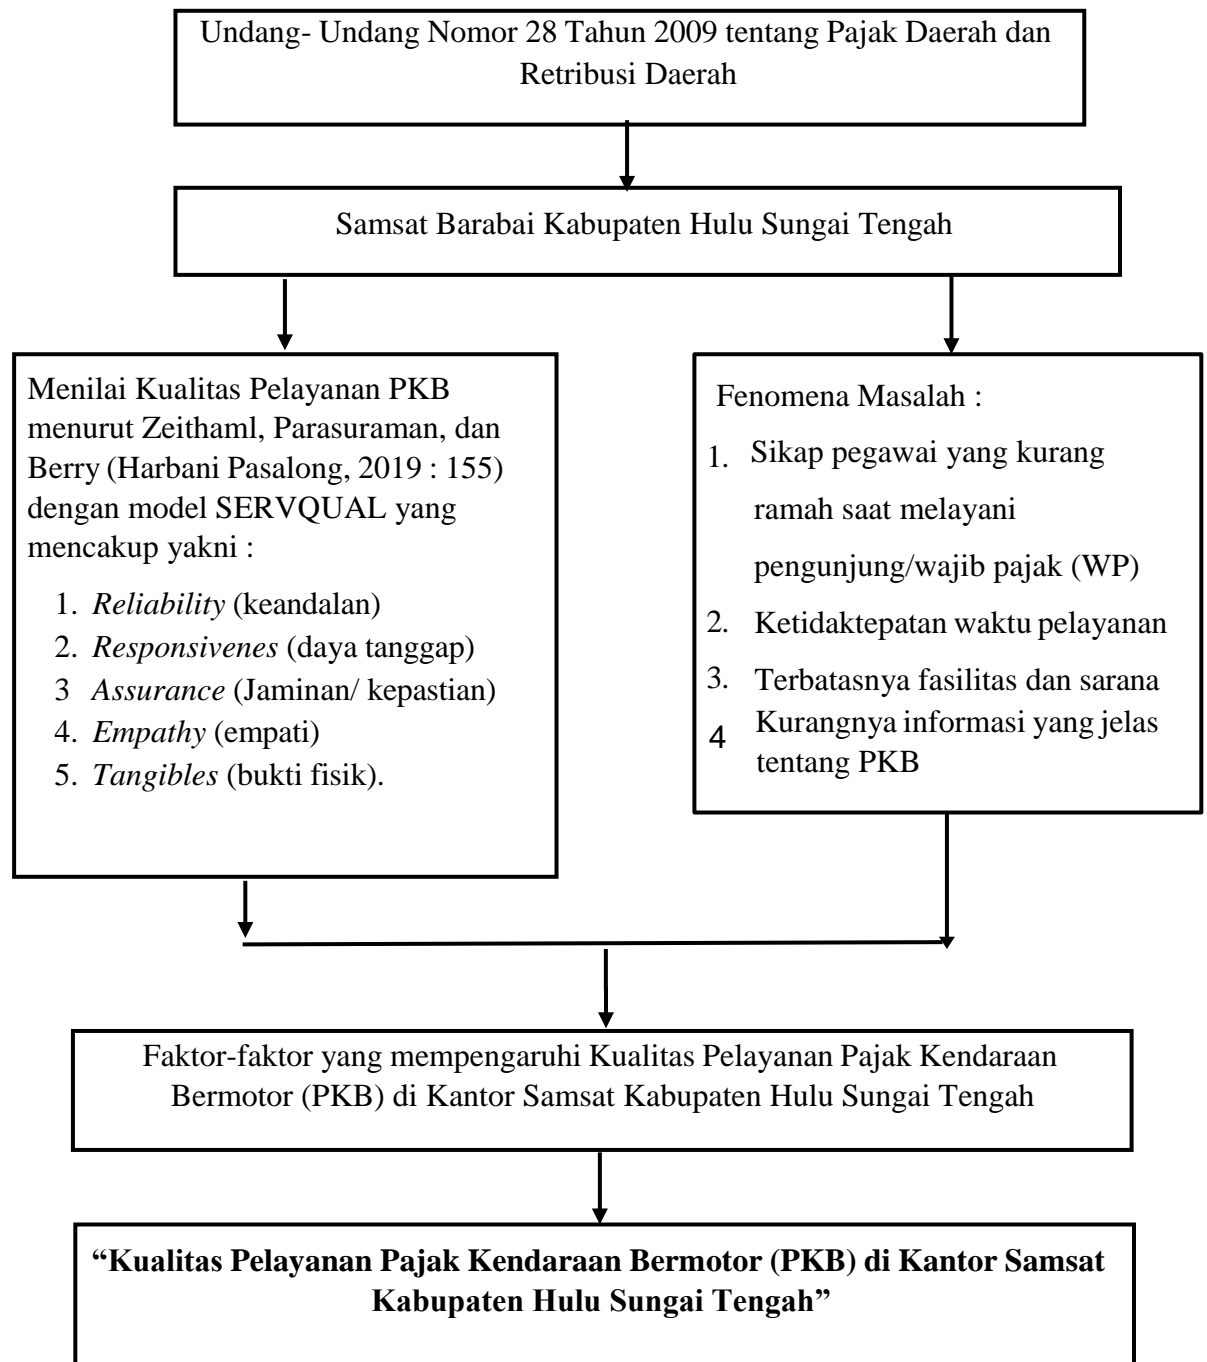 Undang- Undang Nomor 28 Tahun 2009 tentang Pajak Daerah dan
Retribusi Daerah
Samsat Barabai Kabupaten Hulu Sungai Tengah
Menilai Kualitas Pelayanan PKB
menurut Zeithaml, Parasuraman, dan
Berry (Harbani Pasalong, 2019 : 155)
dengan model SERVQUAL yang
mencakup yakni :
1. Reliability (keandalan)
2. Responsivenes (daya tanggap)
3 Assurance (Jaminan/ kepastian)
4. Empathy (empati)
5. Tangibles (bukti fisik).
Fenomena Masalah :
1. Sikap pegawai yang kurang
ramah saat melayani
pengunjung/wajib pajak (WP)
2. Ketidaktepatan waktu pelayanan
3. Terbatasnya fasilitas dan sarana
4 Kurangnya informasi yang jelas
tentang PKB
Faktor-faktor yang mempengaruhi Kualitas Pelayanan Pajak Kendaraan
Bermotor (PKB) di Kantor Samsat Kabupaten Hulu Sungai Tengah
“Kualitas Pelayanan Pajak Kendaraan Bermotor (PKB) di Kantor Samsat
Kabupaten Hulu Sungai Tengah”